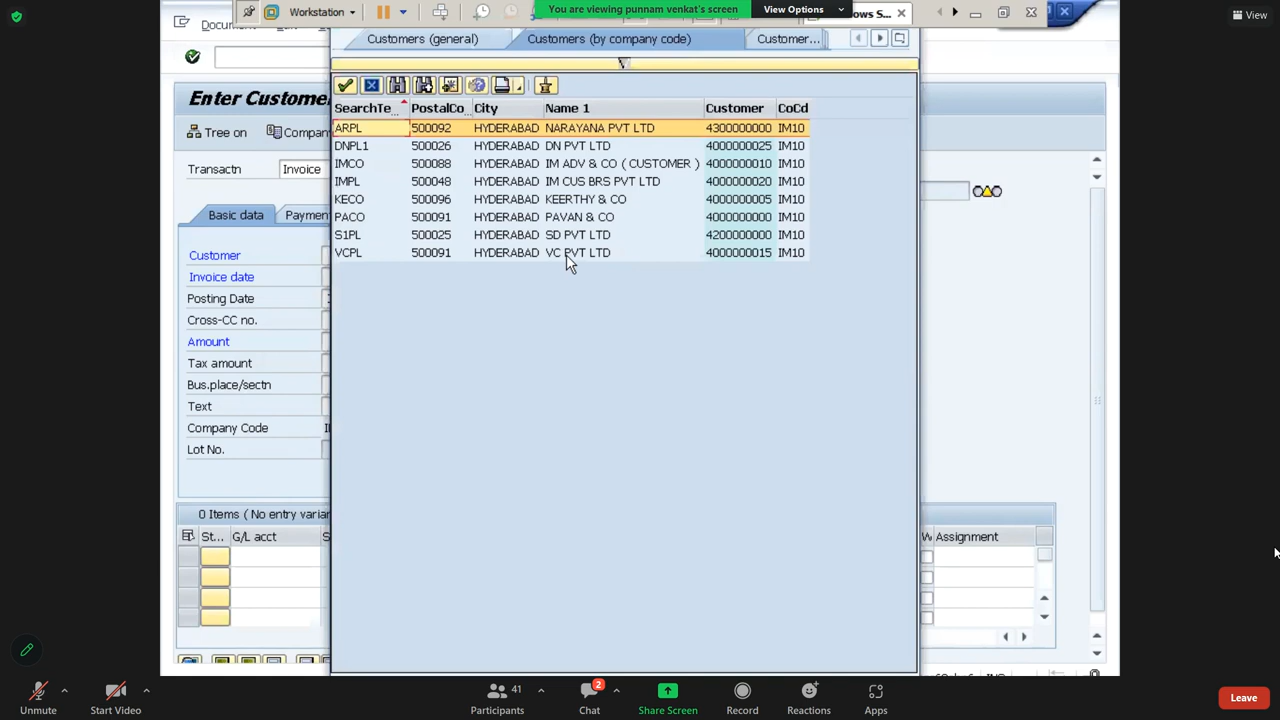 Workstation
You are viewing punnam venkat's screen
View Options
View
Customers (general)
Customers (by company code)
Customer...
Enter Custome
Tree on
Compan
Transactn
Invoice
Basic data
Paymen
Customer
Invoice date
Posting Date
Cross-CC no.
Amount
Tax amount
Bus.place/sectn
Text
Company Code
Lot No.
SearchTe... PostalCo... City Name 1 Customer CoCd
ARPL 500092 HYDERABAD NARAYANA PVT LTD 4300000000 IM10
DNPL1 500026 HYDERABAD DN PVT LTD 4000000025 IM10
IMCO 500088 HYDERABAD IM ADV & CO ( CUSTOMER ) 4000000010 IM10
IMPL 500048 HYDERABAD IM CUS BRS PVT LTD 4000000020 IM10
KECO 500096 HYDERABAD KEERTHY & CO 4000000005 IM10
PACO 500091 HYDERABAD PAVAN & CO 4000000000 IM10
S1PL 500025 HYDERABAD SD PVT LTD 4200000000 IM10
VCPL 500091 HYDERABAD VC PVT LTD 4000000015 IM10
0 Items ( No entry varian
St... G/L acct
Assignment
Unmute
Start Video
41
Participants
2
Chat
Share Screen
Record
Reactions
Apps
Leave